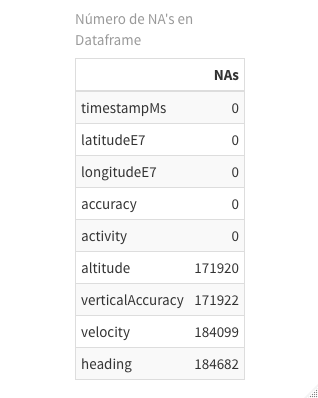 Número de NA's en
Dataframe
NAs
timestampMs 0
latitudeE7 0
longitudeE7 0
accuracy 0
activity 0
altitude 171920
verticalAccuracy 171922
velocity 184099
heading 184682